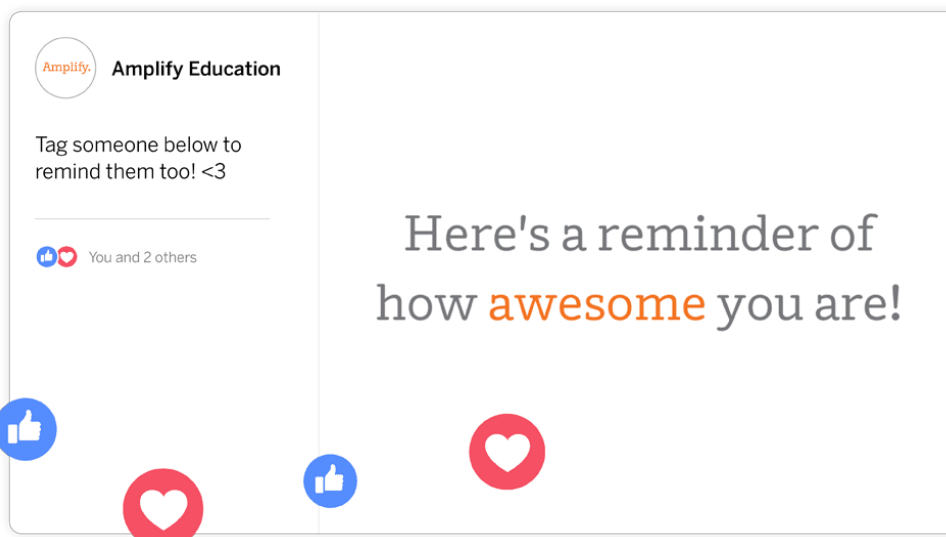 Amplify.
Amplify Education
Tag someone below to
remind them too! <3
You and 2 others
Here's a reminder of
how awesome you are!